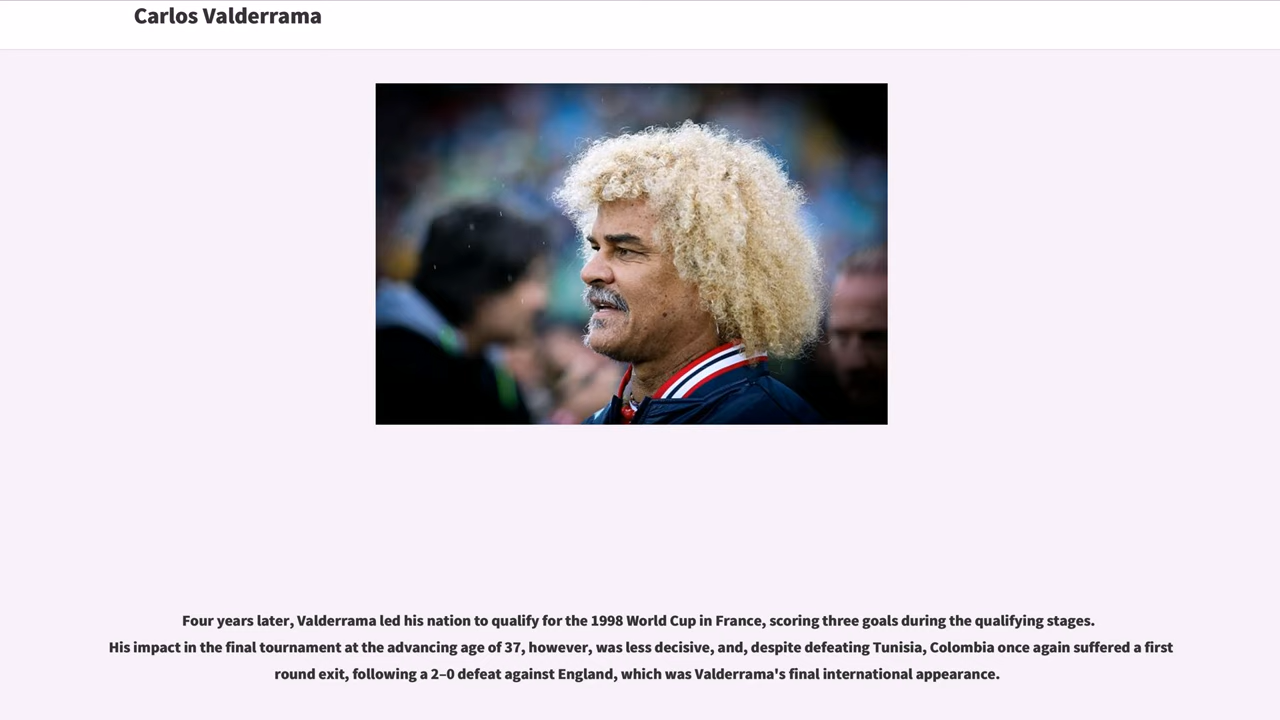 Carlos Valderrama
Four years later, Valderrama led his nation to qualify for the 1998 World Cup in France, scoring three goals during the qualifying stages.
His impact in the final tournament at the advancing age of 37, however, was less decisive, and, despite defeating Tunisia, Colombia once again suffered a first
round exit, following a 2–0 defeat against England, which was Valderrama's final international appearance.